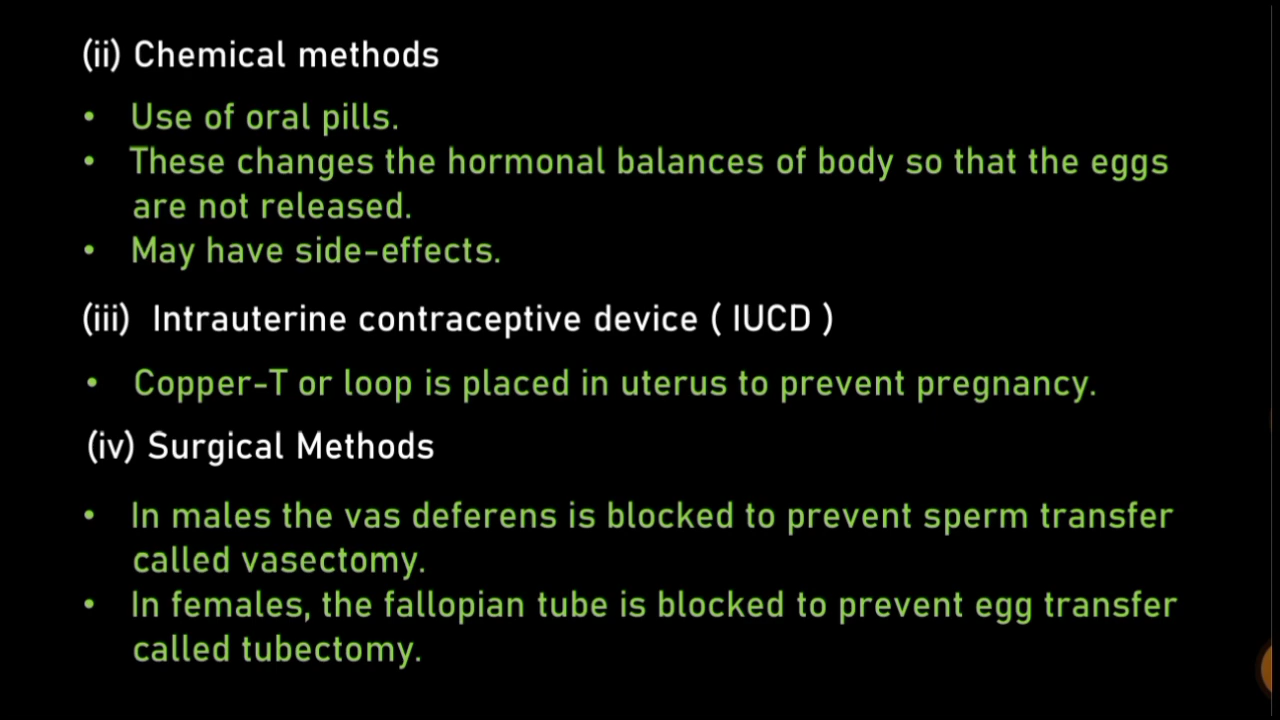 (ii) Chemical methods
• Use of oral pills.
• These changes the hormonal balances of body so that the eggs
are not released.
• May have side-effects.
(iii) Intrauterine contraceptive device ( IUCD )
• Copper-T or loop is placed in uterus to prevent pregnancy.
(iv) Surgical Methods
• In males the vas deferens is blocked to prevent sperm transfer
called vasectomy.
• In females, the fallopian tube is blocked to prevent egg transfer
called tubectomy.